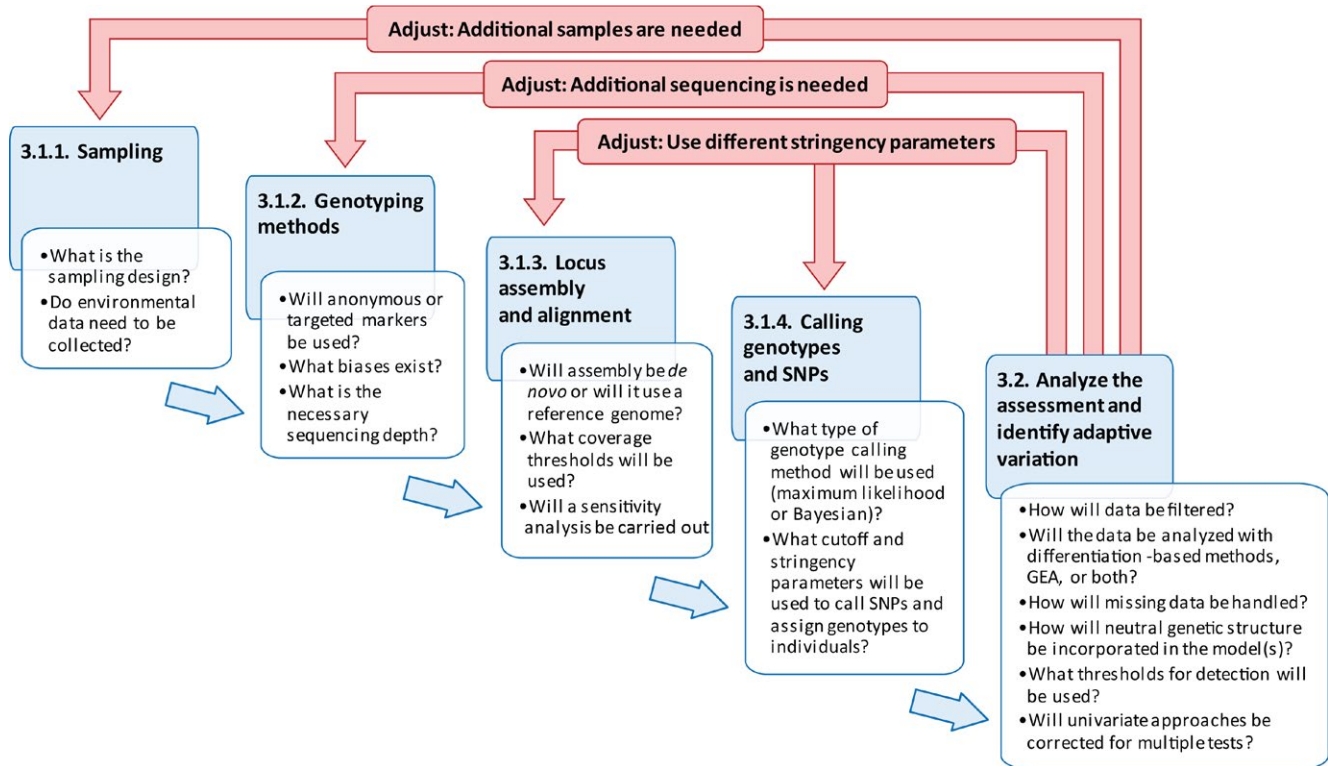 Adjust: Additional samples are needed
Adjust: Additional sequencing is needed
Adjust: Use different stringency parameters
3.1.1. Sampling
•What is the
sampling design?
•Do environmental
data need to be
collected?
3.1.2. Genotyping
methods
•Will anonymous or
targeted markers
be used?
•What biases exist?
•What is the
necessary
sequencing depth?
3.1.3. Locus
assembly
and alignment
•Will assembly be de
novo or will it use a
reference genome?
•What coverage
thresholds will be
used?
•Will a sensitivity
analysis be carried out
3.1.4. Calling
genotypes
and SNPs
•What type of
genotype calling
method will be used
(maximum likelihood
or Bayesian)?
•What cutoff and
stringency
parameters will be
used to call SNPs and
assign genotypes to
individuals?
3.2. Analyze the
assessment and
identify adaptive
variation
•How will data be filtered?
•Will the data be analyzed with
differentiation -based methods,
GEA, or both?
•How will missing data be handled?
•How will neutral genetic structure
be incorporated in the model(s)?
•What thresholds for detection will
be used?
•Will univariate approaches be
corrected for multiple tests?